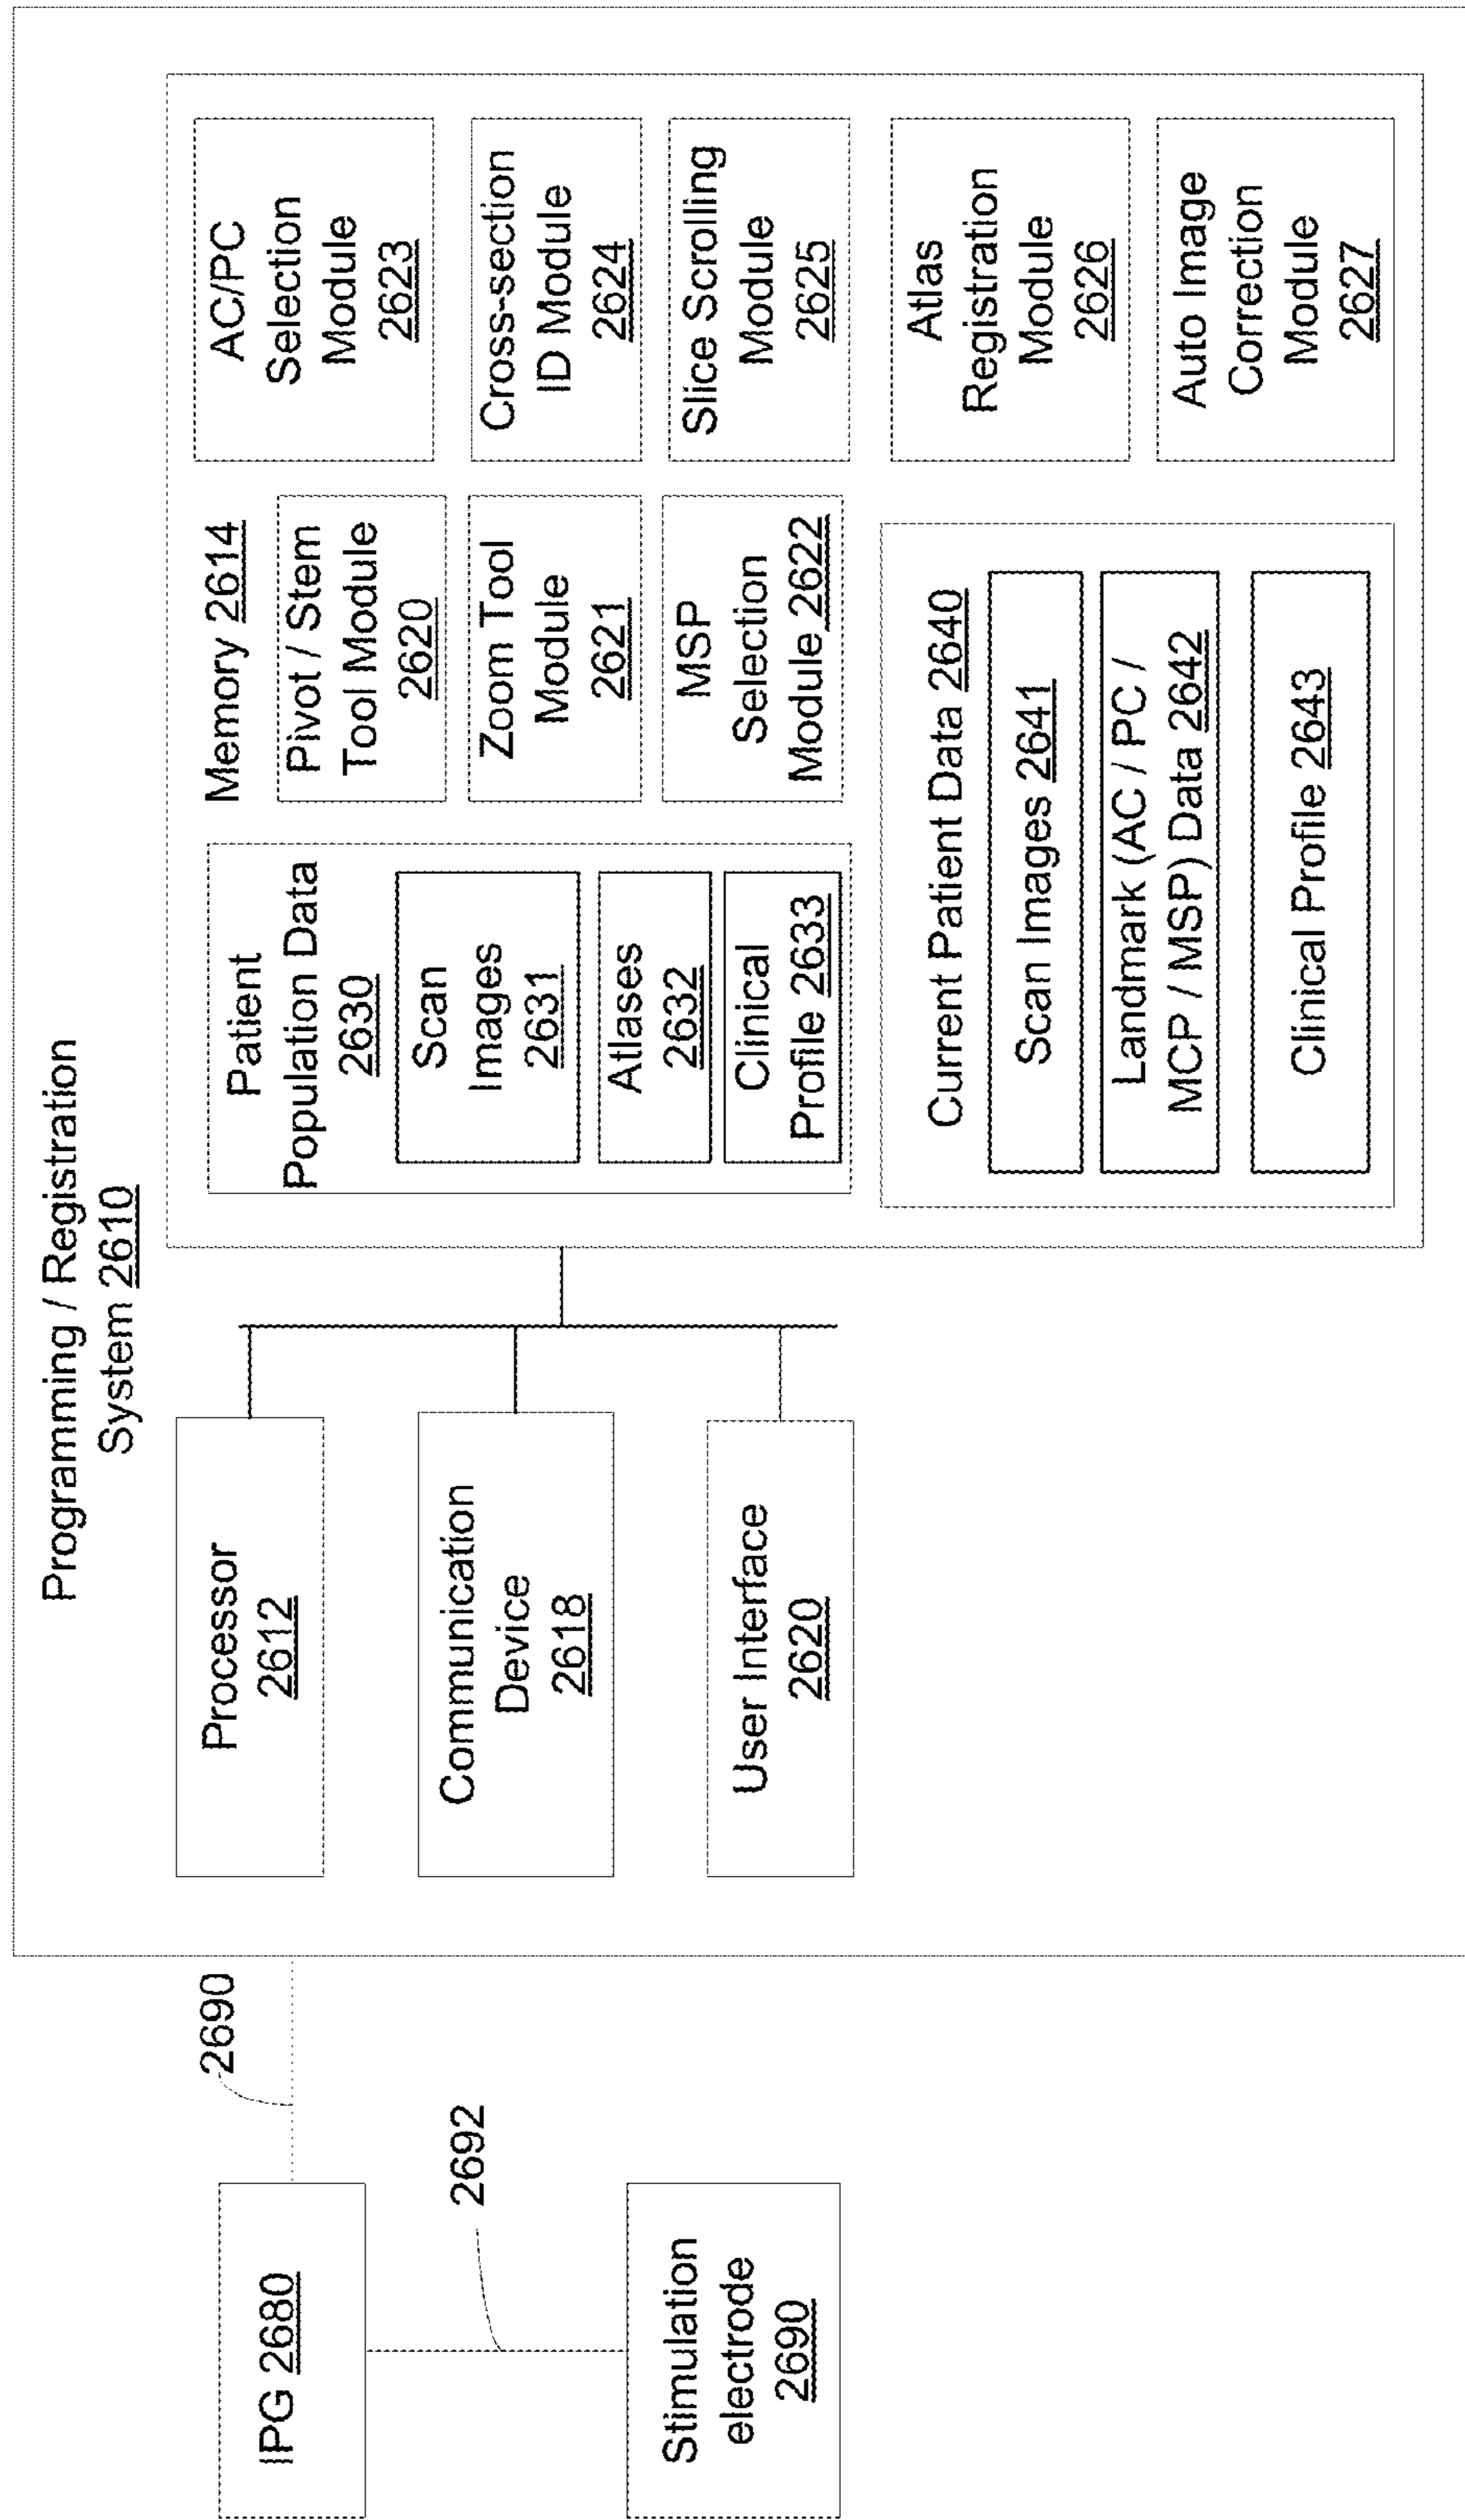 Programming / Registration
System 2610
IPG 2680
2690
2692
Stimulation
electrode
2690
Processor
2612
Communication
Device
2618
User Interface
2620
Memory 2614
Patient
Population Data
2630
Scan
Images
2631
Atlases
2632
Clinical
Profile 2633
Pivot / Stem
Tool Module
2620
Zoom Tool
Module
2621
MSP
Selection
Module 2622
AC/PC
Selection
Module
2623
Cross-section
ID Module
2624
Slice Scrolling
Module
2625
Atlas
Registration
Module
2626
Auto Image
Correction
Module
2627
Current Patient Data 2640
Scan Images 2641
Landmark (AC / PC /
MCP / MSP) Data 2642
Clinical Profile 2643